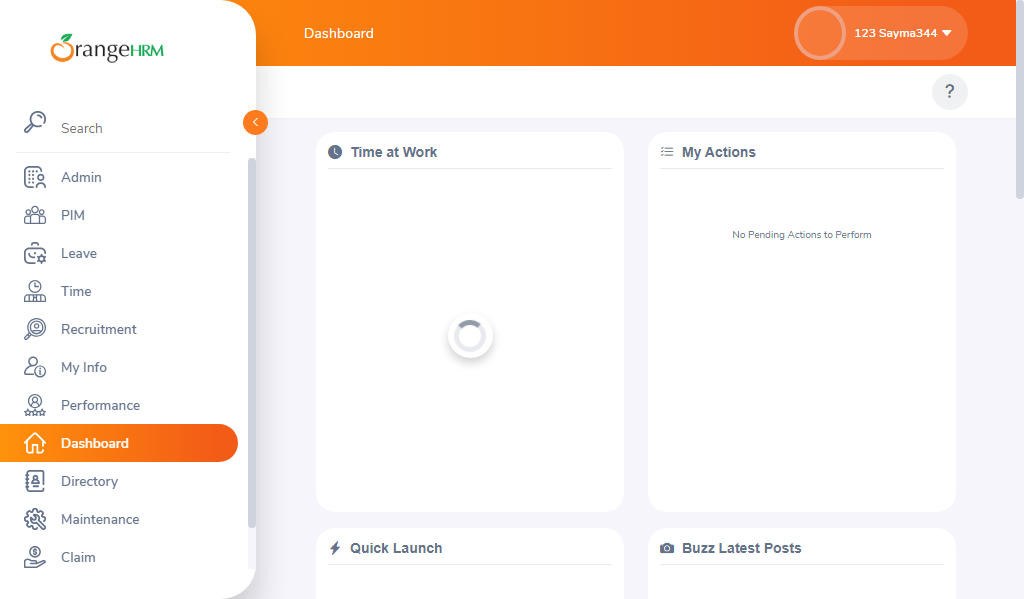 OrangeHRM
Search
Admin
PIM
Leave
Time
Recruitment
My Info
Performance
Dashboard
Directory
Maintenance
Claim
Dashboard
123 Sayma344
?
Time at Work
My Actions
No Pending Actions to Perform
Quick Launch
Buzz Latest Posts